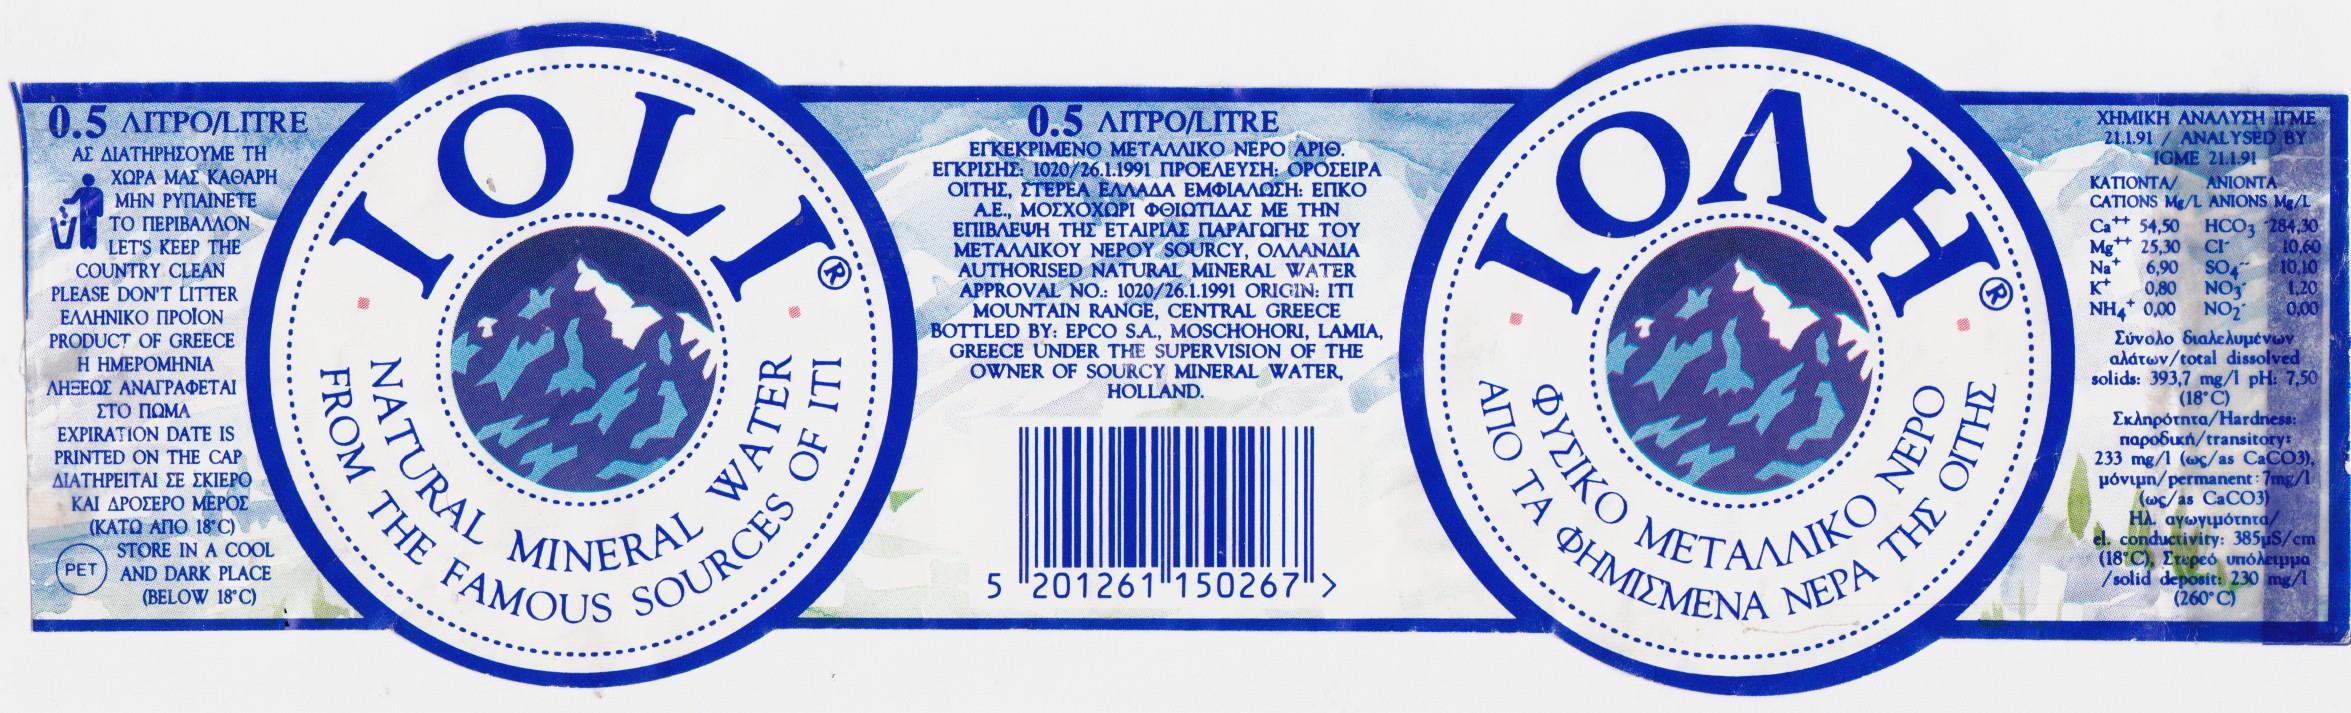 0.5 ΛΙΤΡΟ/LITRE
ΑΣ ΔΙΑΤΗΡΗΣΟΥΜΕ ΤΗ
ΧΩΡΑ ΜΑΣ ΚΑΘΑΡΗ
ΜΗΝ ΡΥΠΑΙΝΕΤΕ
ΤΟ ΠΕΡΙΒΑΛΛΟΝ
LET'S KEEP THE
COUNTRY CLEAN
PLEASE DON'T LITTER
ΕΛΛΗΝΙΚΟ ΠΡΟΪΟΝ
PRODUCT OF GREECE
Η ΗΜΕΡΟΜΗΝΙΑ
ΛΗΞΕΩΣ ΑΝΑΓΡΑΦΕΤΑΙ
ΣΤΟ ΠΩΜΑ
EXPIRATION DATE IS
PRINTED ON THE CAP
ΔΙΑΤΗΡΕΙΤΑΙ ΣΕ ΣΚΙΕΡΟ
ΚΑΙ ΔΡΟΣΕΡΟ ΜΕΡΟΣ
(ΚΑΤΩ ΑΠΟ 18°C)
PET
STORE IN A COOL
AND DARK PLACE
(BELOW 18°C)
IOLI®
NATURAL MINERAL WATER
FROM THE FAMOUS SOURCES OF ITI
0.5 ΛΙΤΡΟ/LITRE
ΕΓΚΕΚΡΙΜΕΝΟ ΜΕΤΑΛΛΙΚΟ ΝΕΡΟ ΑΡΙΘ.
ΕΓΚΡΙΣΗΣ: 1020/26.1.1991 ΠΡΟΕΛΕΥΣΗ: ΟΡΟΣΕΙΡΑ
ΟΙΤΗΣ, ΣΤΕΡΕΑ ΕΛΛΑΔΑ ΕΜΦΙΑΛΩΣΗ: ΕΠΚΟ
Α.Ε., ΜΟΣΧΟΧΩΡΙ ΦΘΙΩΤΙΔΑΣ ΜΕ ΤΗΝ
ΕΠΙΒΛΕΨΗ ΤΗΣ ΕΤΑΙΡΙΑΣ ΠΑΡΑΓΩΓΗΣ ΤΟΥ
ΜΕΤΑΛΛΙΚΟΥ ΝΕΡΟΥ SOURCY, ΟΛΛΑΝΔΙΑ
AUTHORISED NATURAL MINERAL WATER
APPROVAL NO.: 1020/26.1.1991 ORIGIN: ITI
MOUNTAIN RANGE, CENTRAL GREECE
BOTTLED BY: EPCO S.A., MOSCHOHORI, LAMIA,
GREECE UNDER THE SUPERVISION OF THE
OWNER OF SOURCY MINERAL WATER,
HOLLAND.
5 201261 150267 >
ΙΟΛΗ®
ΦΥΣΙΚΟ ΜΕΤΑΛΛΙΚΟ ΝΕΡΟ
ΑΠΟ ΤΑ ΦΗΜΙΣΜΕΝΑ ΝΕΡΑ ΤΗΣ ΟΙΤΗΣ
ΧΗΜΙΚΗ ΑΝΑΛΥΣΗ ΙΓΜΕ
21.1.91 / ANALYSED BY
IGME 21.1.91
ΚΑΤΙΟΝΤΑ/ ΑΝΙΟΝΤΑ
CATIONS Mg/L ANIONS Mg/L
Ca++ 54,50 HCO3- 284,30
Mg++ 25,30 Cl- 10,60
Na+ 6,90 SO4-- 10,10
K+ 0,80 NO3- 1,20
NH4+ 0,00 NO2- 0,00
Σύνολο διαλελυμένων
αλάτων/total dissolved
solids: 393,7 mg/l pH: 7,50
(18°C)
Σκληρότητα/Hardness:
παροδική/transitory:
233 mg/l (ως/as CaCO3),
μόνιμη/permanent: 7mg/l
(ως/as CaCO3)
Ηλ. αγωγιμότητα/
el. conductivity: 385μS/cm
(18°C), Στερεό υπόλειμμα
/solid deposit: 230 mg/l
(260°C)